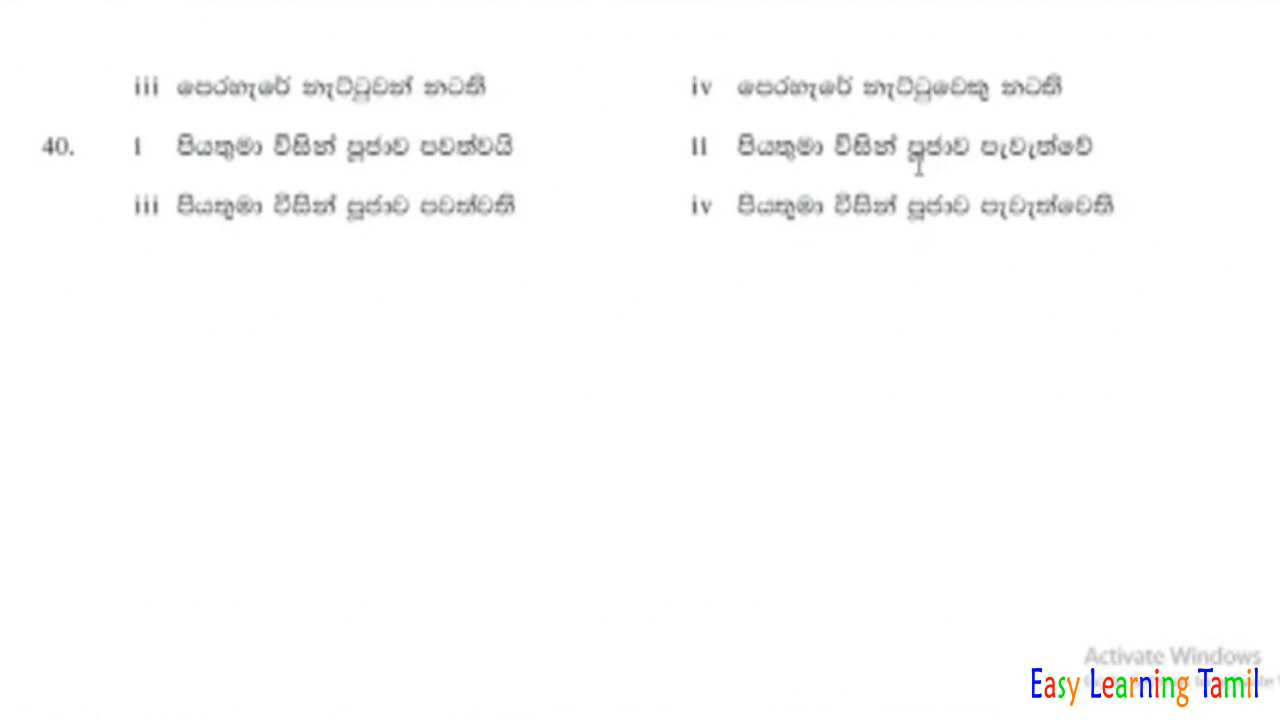 iii පෙරහැරේ නැට්ටුවන් නටති iv පෙරහැරේ නැට්ටුවෙකු නටති
40. i පියතුමා විසින් පූජාව පවත්වයි ii පියතුමා විසින් පූජාව පැවැත්වේ
iii පියතුමා විසින් පූජාව පවත්වති iv පියතුමා විසින් පූජාව පැවැත්වෙති
Activate Windows
Easy Learning Tamil